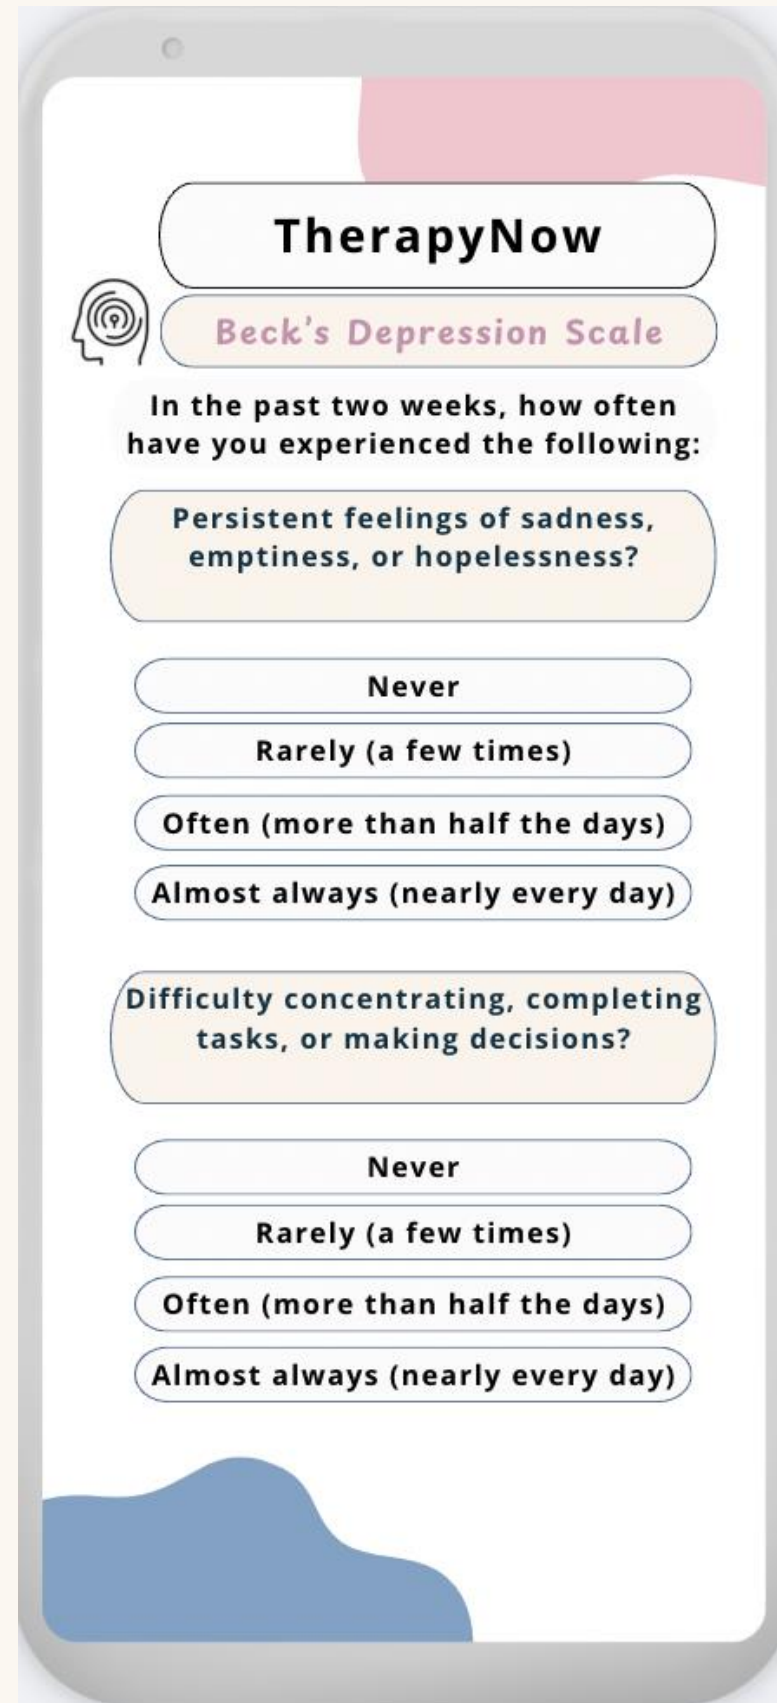 TherapyNow
Beck's Depression Scale
In the past two weeks, how often
have you experienced the following:
Persistent feelings of sadness,
emptiness, or hopelessness?
Never
Rarely (a few times)
Often (more than half the days)
Almost always (nearly every day)
Difficulty concentrating, completing
tasks, or making decisions?
Never
Rarely (a few times)
Often (more than half the days)
Almost always (nearly every day)